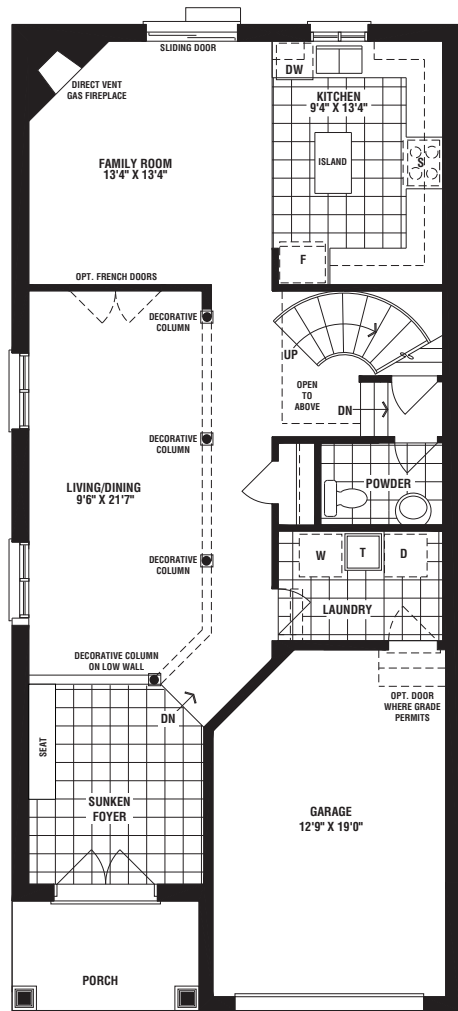 SLIDING DOOR
DIRECT VENT
GAS FIREPLACE
DW
KITCHEN
9'4" X 13'4"
ISLAND
S
FAMILY ROOM
13'4" X 13'4"
F
OPT. FRENCH DOORS
DECORATIVE
COLUMN
UP
OPEN
TO
ABOVE
DN
DECORATIVE
COLUMN
LIVING/DINING
9'6" X 21'7"
POWDER
DECORATIVE
COLUMN
W
T
D
LAUNDRY
DECORATIVE COLUMN
ON LOW WALL
DN
OPT. DOOR
WHERE GRADE
PERMITS
SEAT
SUNKEN
FOYER
GARAGE
12'9" X 19'0"
PORCH